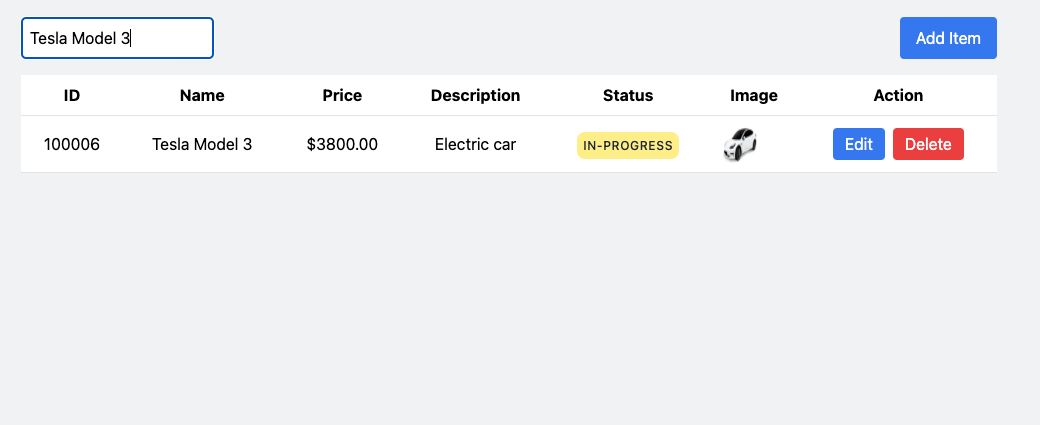 Tesla Model 3
Add Item
ID Name Price Description Status Image Action
100006 Tesla Model 3 $3800.00 Electric car IN-PROGRESS Edit Delete